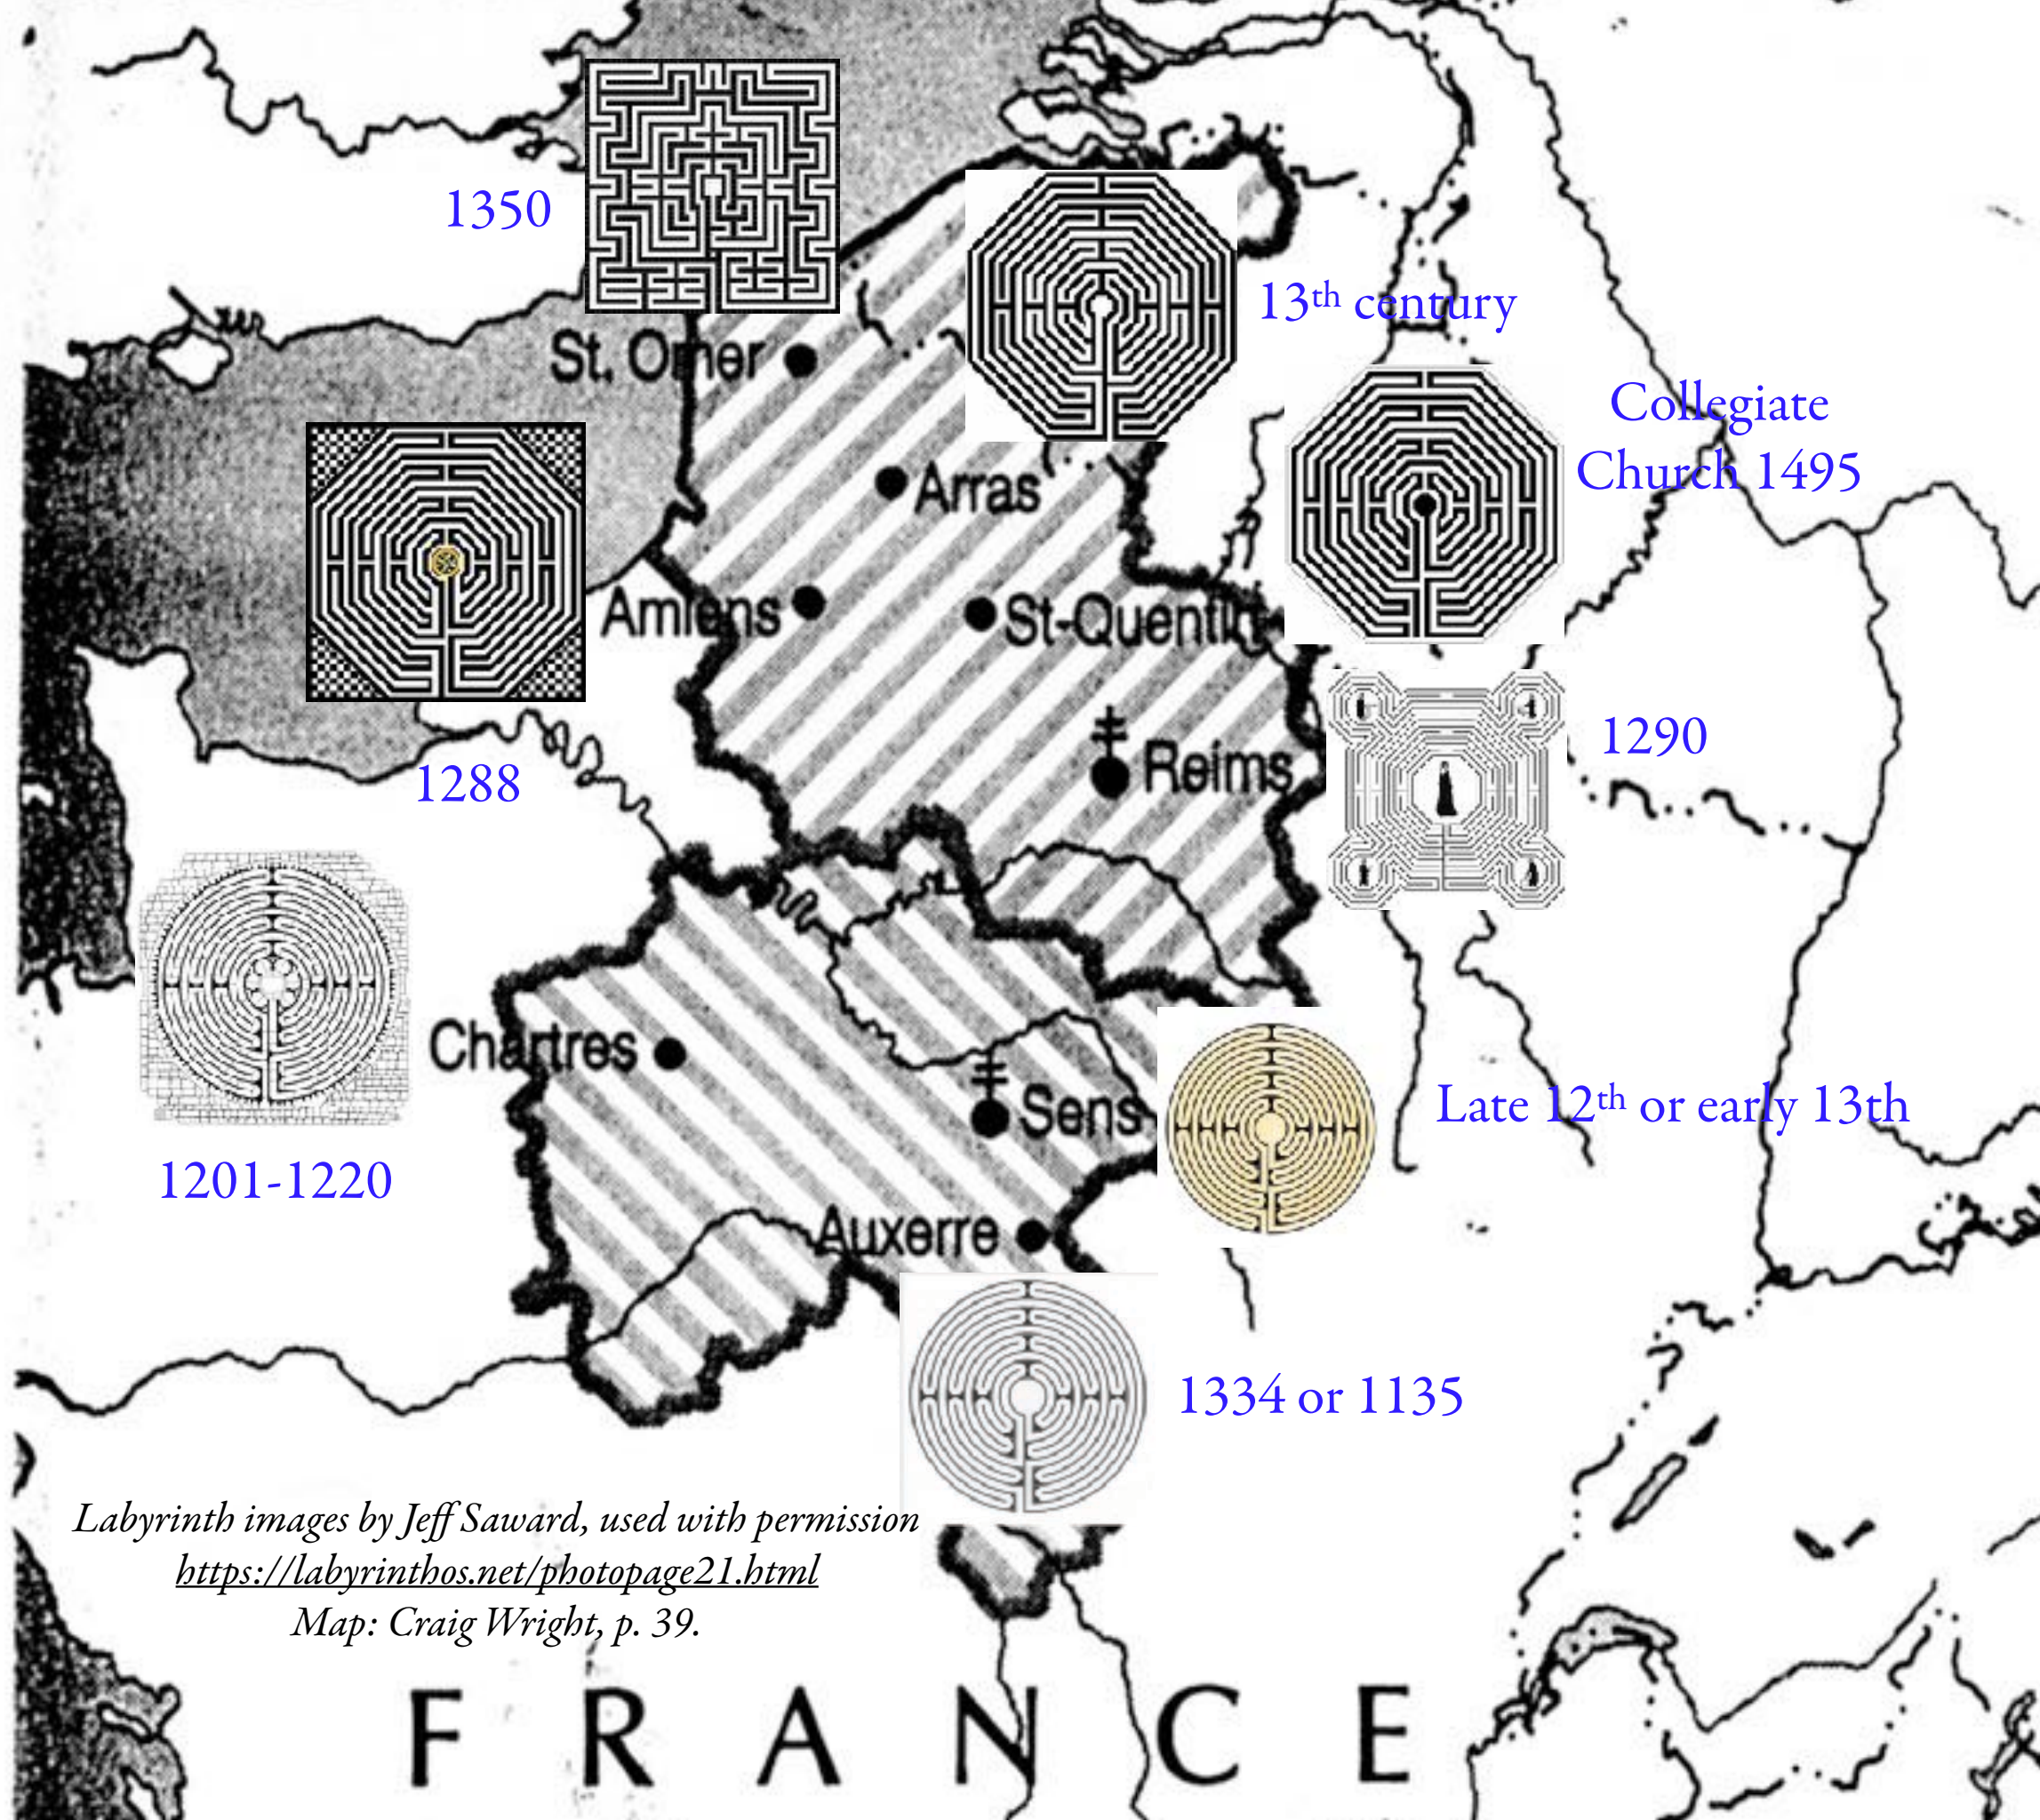 1350
13th century
St. Omer
Collegiate
Church 1495
Arras
Amiens
St-Quentin
1290
Reims
1288
Chartres
Sens
Late 12th or early 13th
1201-1220
Auxerre
1334 or 1135
Labyrinth images by Jeff Saward, used with permission
https://labyrinthos.net/photopage21.html
Map: Craig Wright, p. 39.
FRANCE